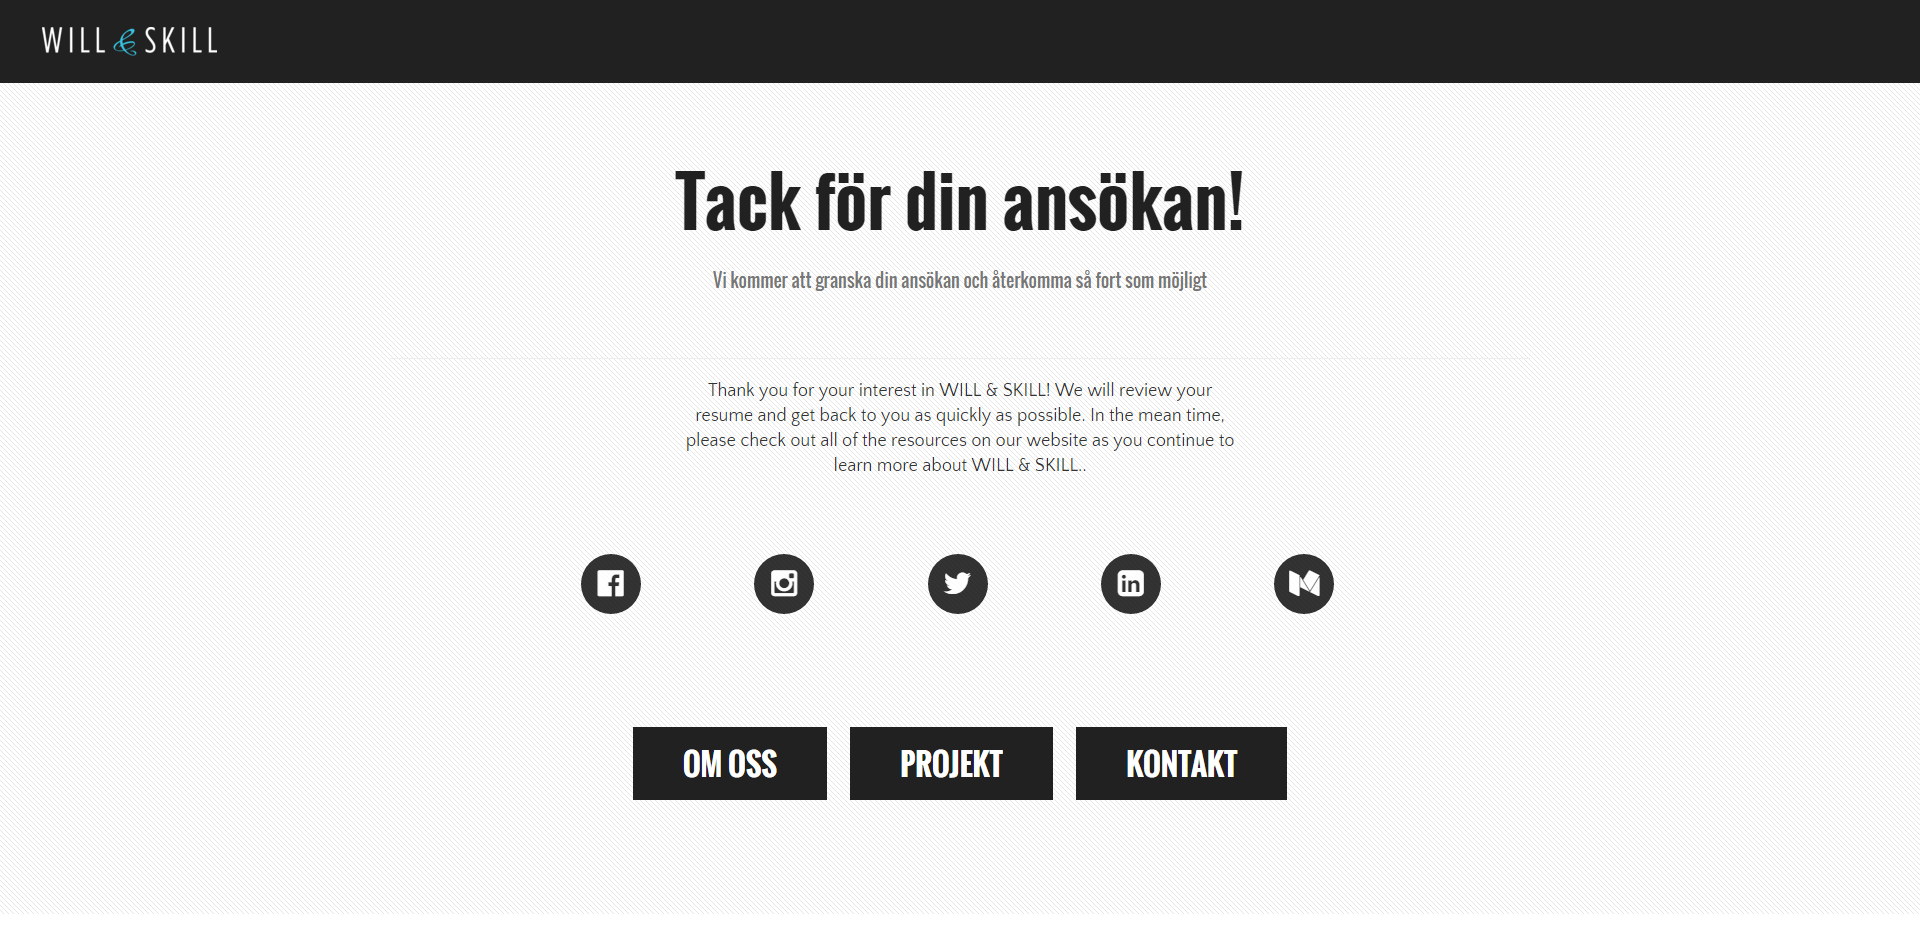 WILL & SKILL
Tack för din ansökan!
Vi kommer att granska din ansökan och återkomma så fort som möjligt
Thank you for your interest in WILL & SKILL! We will review your
resume and get back to you as quickly as possible. In the mean time,
please check out all of the resources on our website as you continue to
learn more about WILL & SKILL..
OM OSS
PROJEKT
KONTAKT